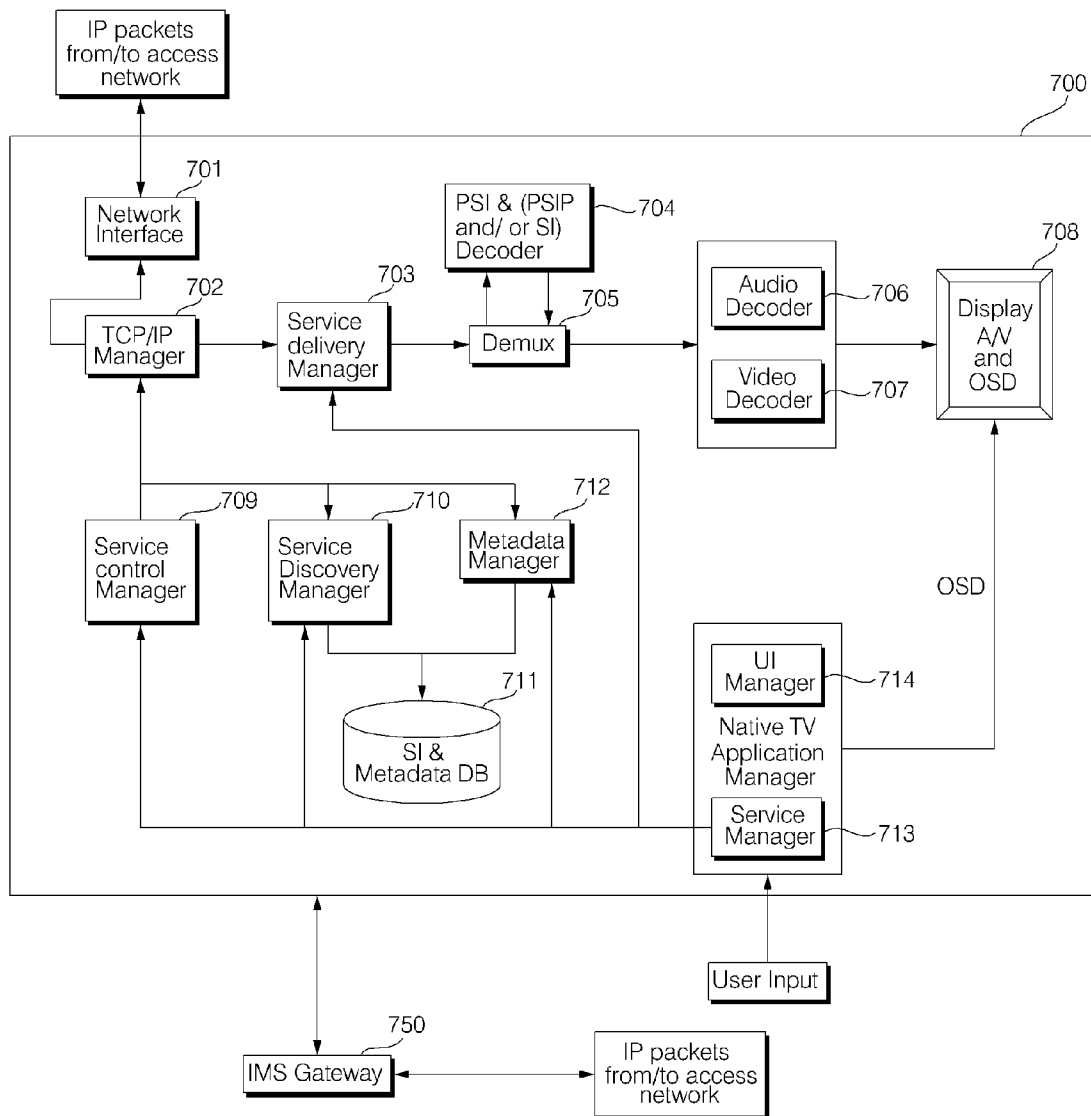 IP packets
from/to access
network
700
701
Network
Interface
702
TCP/IP
Manager
703
Service
delivery
Manager
PSI & (PSIP
and/ or SI)
Decoder
704
705
Demux
Audio
Decoder
706
Video
Decoder
707
708
Display
A/V
and
OSD
709
Service
control
Manager
710
Service
Discovery
Manager
712
Metadata
Manager
711
SI &
Metadata DB
OSD
UI
Manager
714
Native TV
Application
Manager
Service
Manager
713
User Input
750
IMS Gateway
IP packets
from/to access
network